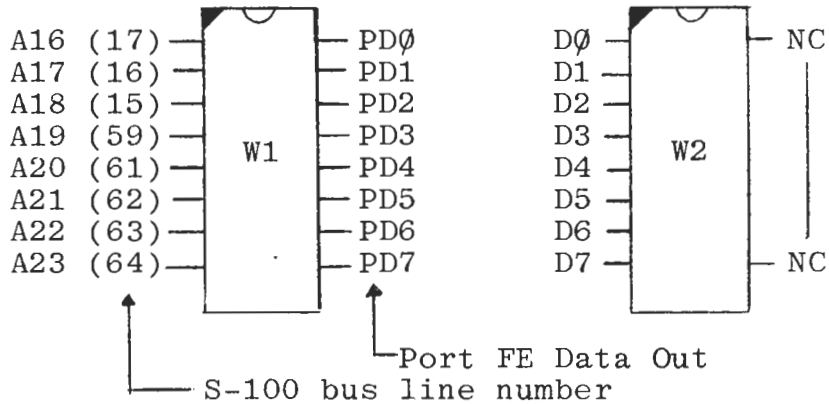 A16 (17) PDØ DØ NC
A17 (16) PD1 D1
A18 (15) PD2 D2
A19 (59) PD3 D3
W1 W2
A20 (61) PD4 D4
A21 (62) PD5 D5
A22 (63) PD6 D6
A23 (64) PD7 D7 NC
Port FE Data Out
S-100 bus line number